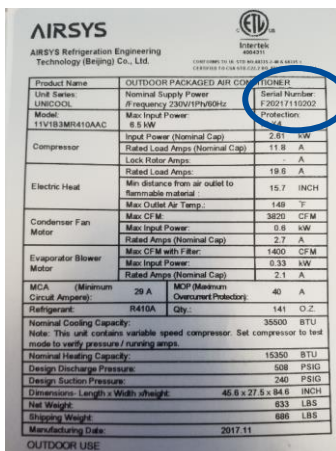 AIRSYS
AIRSYS Refrigeration Engineering
Technology (Beijing) Co., Ltd.
ETL
Intertek
4004311
Product Name OUTDOOR PACKAGED AIR CONDITIONER
Unit Series: UNICOOL Nominal Supply Power /Frequency 230V/1Ph/60Hz Serial Number: F20217110202
Model: 11V1B3MR410AAC Max Input Power: 6.5 kW Protection:
Compressor Input Power (Nominal Cap) 2.61 kW
Rated Load Amps (Nominal Cap) 11.8 A
Lock Rotor Amps: - A
Electric Heat Rated Load Amps: 19.6 A
Min distance from air outlet to flammable material : 15.7 INCH
Max Outlet Air Temp.: 149 °F
Condenser Fan Motor Max CFM: 3820 CFM
Max Input Power: 0.6 kW
Rated Amps (Nominal Cap) 2.7 A
Evaporator Blower Motor Max CFM with Filter: 1400 CFM
Max Input Power: 0.33 kW
Rated Amps (Nominal Cap) 2.1 A
MCA (Minimum Circuit Ampere): 29 A MOP (Maximum Overcurrent Protection): 40 A
Refrigerant: R410A Qty.: 141 O.Z.
Nominal Cooling Capacity: 35500 BTU
Note: This unit contains variable speed compressor. Set compressor to test
mode to verify pressure / running amps.
Nominal Heating Capacity: 15350 BTU
Design Discharge Pressure: 508 PSIG
Design Suction Pressure: 240 PSIG
Dimensions- Length x Width x height: 45.6 x 27.5 x 84.6 INCH
Net Weight: 633 LBS
Shipping Weight: 686 LBS
Manufacturing Date: 2017.11
OUTDOOR USE